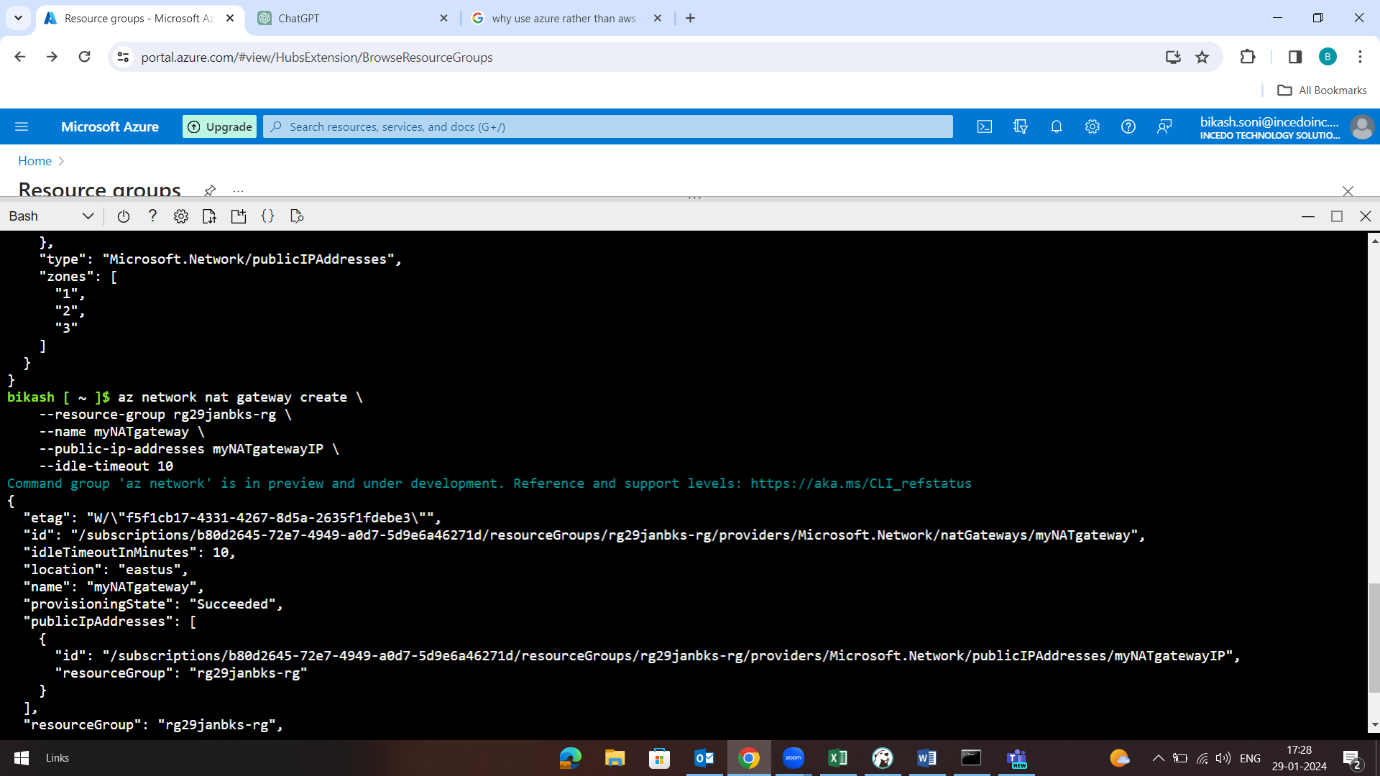 Resource groups - Microsoft Az
ChatGPT
why use azure rather than aws
portal.azure.com/#view/HubsExtension/BrowseResourceGroups
B
All Bookmarks
Microsoft Azure
Upgrade
Search resources, services, and docs (G+/)
bikash.soni@incedoinc....
INCEDO TECHNOLOGY SOLUTIO...
Home >
Resource groups
...
Bash
},
"type": "Microsoft.Network/publicIPAddresses",
"zones": [
"1",
"2",
"3"
]
}
}
bikash [ ~ ]$ az network nat gateway create \
--resource-group rg29janbks-rg \
--name myNATgateway \
--public-ip-addresses myNATgatewayIP \
--idle-timeout 10
Command group 'az network' is in preview and under development. Reference and support levels: https://aka.ms/CLI_refstatus
{
"etag": "W/\"f5f1cb17-4331-4267-8d5a-2635f1fdebe3\"",
"id": "/subscriptions/b80d2645-72e7-4949-a0d7-5d9e6a46271d/resourceGroups/rg29janbks-rg/providers/Microsoft.Network/natGateways/myNATgateway",
"idleTimeoutInMinutes": 10,
"location": "eastus",
"name": "myNATgateway",
"provisioningState": "Succeeded",
"publicIpAddresses": [
{
"id": "/subscriptions/b80d2645-72e7-4949-a0d7-5d9e6a46271d/resourceGroups/rg29janbks-rg/providers/Microsoft.Network/publicIPAddresses/myNATgatewayIP",
"resourceGroup": "rg29janbks-rg"
}
],
"resourceGroup": "rg29janbks-rg",
Links
zoom
NEW
ENG
17:28
29-01-2024
2